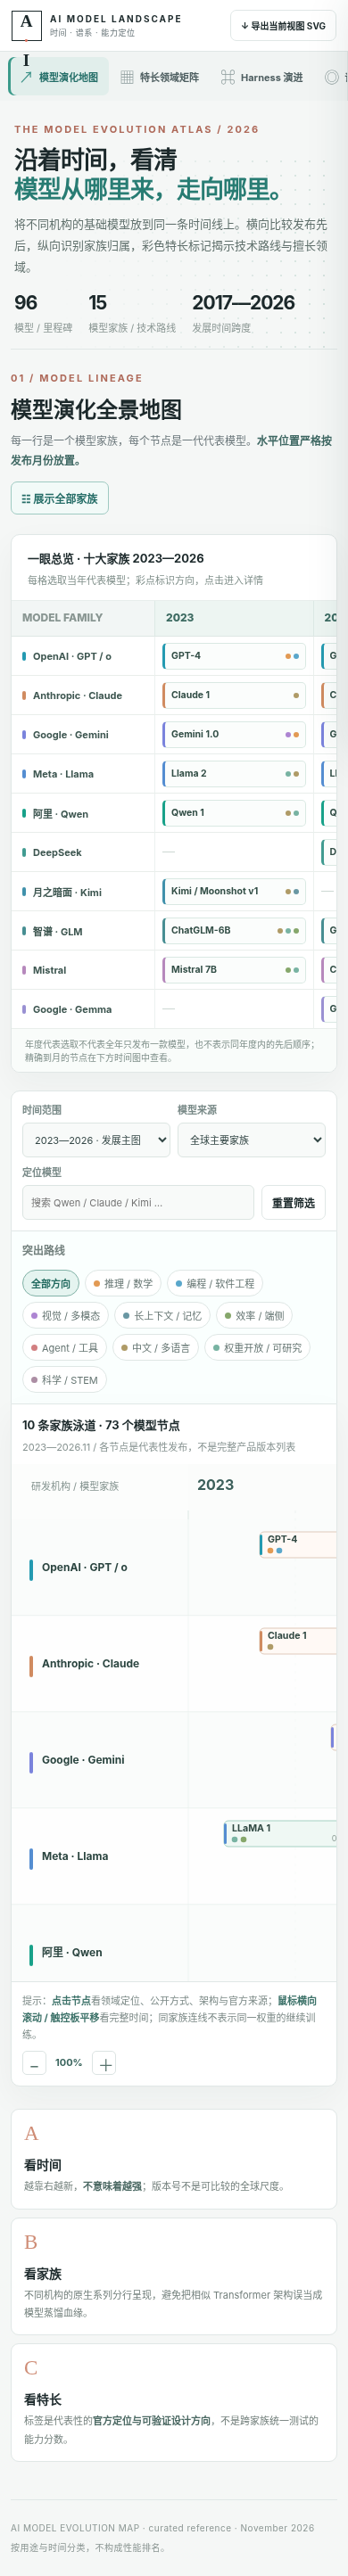 A
I
AI MODEL LANDSCAPE
时间 · 谱系 · 能力定位
↓ 导出当前视图 SVG
模型演化地图
特长领域矩阵
Harness 演进
THE MODEL EVOLUTION ATLAS / 2026
沿着时间，看清
模型从哪里来，走向哪里。
将不同机构的基础模型放到同一条时间线上。横向比较发布先
后，纵向识别家族归属，彩色特长标记揭示技术路线与擅长领
域。
96
15
2017—2026
模型 / 里程碑
模型家族 / 技术路线
发展时间跨度
01 / MODEL LINEAGE
模型演化全景地图
每一行是一个模型家族，每个节点是一代代表模型。水平位置严格按
发布月份放置。
☷ 展示全部家族
一眼总览 · 十大家族 2023—2026
每格选取当年代表模型；彩点标识方向，点击进入详情
MODEL FAMILY
2023
20
OpenAI · GPT / o
GPT-4
G
Anthropic · Claude
Claude 1
C
Google · Gemini
Gemini 1.0
G
Meta · Llama
Llama 2
Ll
阿里 · Qwen
Qwen 1
Q
DeepSeek
—
D
月之暗面 · Kimi
Kimi / Moonshot v1
—
智谱 · GLM
ChatGLM-6B
G
Mistral
Mistral 7B
C
Google · Gemma
—
G
年度代表选取不代表全年只发布一款模型，也不表示同年度内的先后顺序；
精确到月的节点在下方时间图中查看。
时间范围
模型来源
2023—2026 · 发展主图
全球主要家族
定位模型
搜索 Qwen / Claude / Kimi ...
重置筛选
突出路线
全部方向
推理 / 数学
编程 / 软件工程
视觉 / 多模态
长上下文 / 记忆
效率 / 端侧
Agent / 工具
中文 / 多语言
权重开放 / 可研究
科学 / STEM
10 条家族泳道 · 73 个模型节点
2023—2026.11 / 各节点是代表性发布，不是完整产品版本列表
研发机构 / 模型家族
2023
OpenAI · GPT / o
GPT-4
Anthropic · Claude
Claude 1
Google · Gemini
Meta · Llama
LLaMA 1
0
阿里 · Qwen
提示：点击节点看领域定位、公开方式、架构与官方来源；鼠标横向
滚动 / 触控板平移看完整时间；同家族连线不表示同一权重的继续训
练。
−
100%
+
A
看时间
越靠右越新，不意味着越强；版本号不是可比较的全球尺度。
B
看家族
不同机构的原生系列分行呈现，避免把相似 Transformer 架构误当成
模型蒸馏血缘。
C
看特长
标签是代表性的官方定位与可验证设计方向，不是跨家族统一测试的
能力分数。
AI MODEL EVOLUTION MAP · curated reference · November 2026
按用途与时间分类，不构成性能排名。